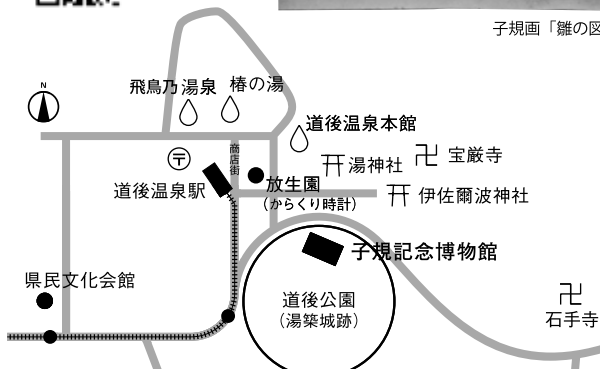 子規画「雛の図
N
飛鳥乃湯泉
椿の湯
道後温泉本館
商店街
湯神社
宝厳寺
道後温泉駅
放生園
(からくり時計)
伊佐爾波神社
子規記念博物館
県民文化会館
道後公園
(湯築城跡)
石手寺